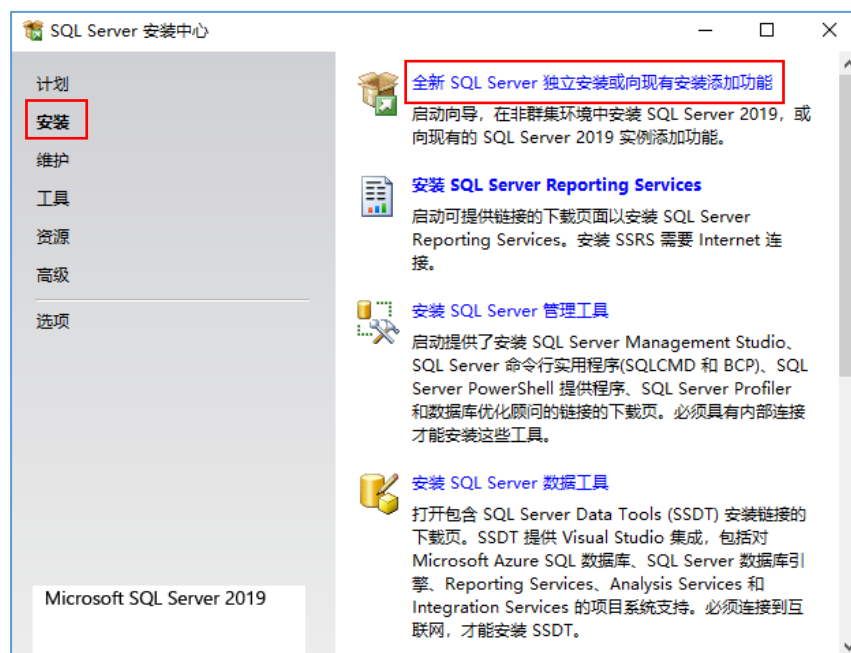 SQL Server 安装中心
计划
安装
维护
工具
资源
高级
选项
Microsoft SQL Server 2019
全新 SQL Server 独立安装或向现有安装添加功能
启动向导，在非群集环境中安装 SQL Server 2019，或
向现有的 SQL Server 2019 实例添加功能。
安装 SQL Server Reporting Services
启动可提供链接的下载页面以安装 SQL Server
Reporting Services。安装 SSRS 需要 Internet 连
接。
安装 SQL Server 管理工具
启动提供了安装 SQL Server Management Studio、
SQL Server 命令行实用程序(SQLCMD 和 BCP)、SQL
Server PowerShell 提供程序、SQL Server Profiler
和数据库优化顾问的链接的下载页。必须具有内部连接
才能安装这些工具。
安装 SQL Server 数据工具
打开包含 SQL Server Data Tools (SSDT) 安装链接的
下载页。SSDT 提供 Visual Studio 集成，包括对
Microsoft Azure SQL 数据库、SQL Server 数据库引
擎、Reporting Services、Analysis Services 和
Integration Services 的项目系统支持。必须连接到互
联网，才能安装 SSDT。